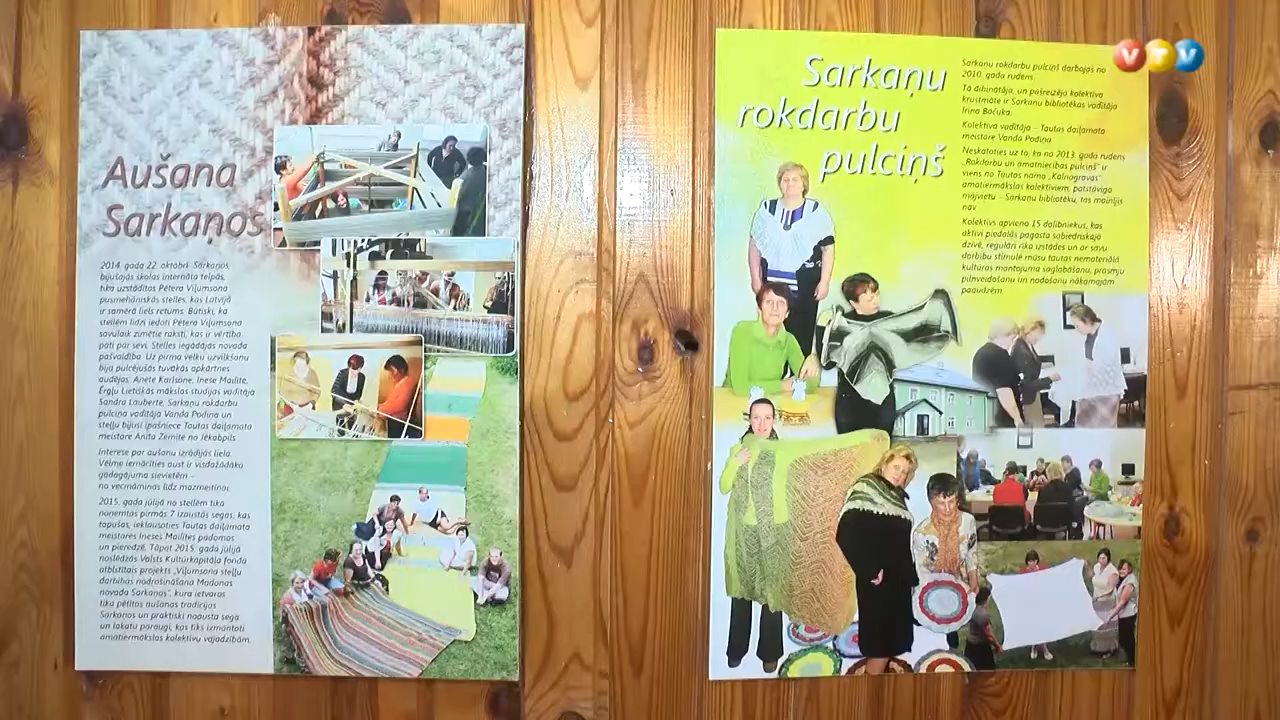 Aušana
Sarkaņos
2014. gada 22. oktobrī Sarkaņos,
bijušajās skolas internāta telpās,
tika uzstādītas Pētera Viļumsona
pusmehāniskās stelles, kas Latvijā
ir samērā liels retums. Būtiski, ka
stellēm līdzi iedoti Pētera Viļumsona
savulaik zīmētie raksti, kas ir vērtība
pati par sevi. Stelles iegādājās novada
pašvaldība. Uz pirmo velku uzvilkšanu
bija pulcējušās tuvākās apkārtnes
audējas: Anete Karlsone, Inese Mailīte,
Ērgļu Lietišķās mākslas studijas vadītāja
Sandra Lauberte, Sarkaņu rokdarbu
pulciņa vadītāja Vanda Podiņa un
stelļu bijusī īpašniece Tautas daiļamata
meistare Anita Zernīte no Jēkabpils.
Interese par aušanu izrādījās liela.
Vēlme iemācīties aust ir visdažādāko
gadagājuma sievietēm –
no vecmāmiņas līdz mazmeitiņai.
2015. gada jūlijā no stellēm tika
noņemtas pirmās 7 izaustās segas, kas
tapušas, ieklausoties Tautas daiļamata
meistares Ineses Mailītes padomos
un pieredzē. Tāpat 2015. gada jūlijā
noslēdzās Valsts Kultūrkapitāla fonda
atbalstītais projekts „Viļumsona stelļu
darbības nodrošināšana Madonas
novada Sarkaņos”, kura ietvaros
tika pētītas aušanas tradīcijas
Sarkaņos un praktiski noausta sega
un lakatu paraugi, kas tiks izmantoti
amatiermākslas kolektīvu vajadzībām.
Sarkaņu
rokdarbu
pulciņš
Sarkaņu rokdarbu pulciņš darbojas no
2010. gada rudens.
Tā dibinātāja, un pašreizējā kolektīva
krustmāte ir Sarkaņu bibliotēkas vadītāja
Irina Bačuka.
Kolektīva vadītāja – Tautas daiļamata
meistare Vanda Podiņa
Neskatoties uz to, ka no 2013. gada rudens
„Rokdarbu un amatniecības pulciņš” ir
viens no Tautas nama „Kalnagravas”
amatiermākslas kolektīviem, patstāvīgo
mājvietu – Sarkaņu bibliotēku, tas mainījis
nav.
Kolektīvs apvieno 15 dalībniekus, kas
aktīvi piedalās pagasta sabiedriskajā
dzīvē, regulāri rīko izstādes un ar savu
darbību stimulē mūsu tautas nemateriālā
kultūras mantojuma saglabāšanu, prasmju
pilnveidošanu un nodošanu nākamajām
paaudzēm.
VTV